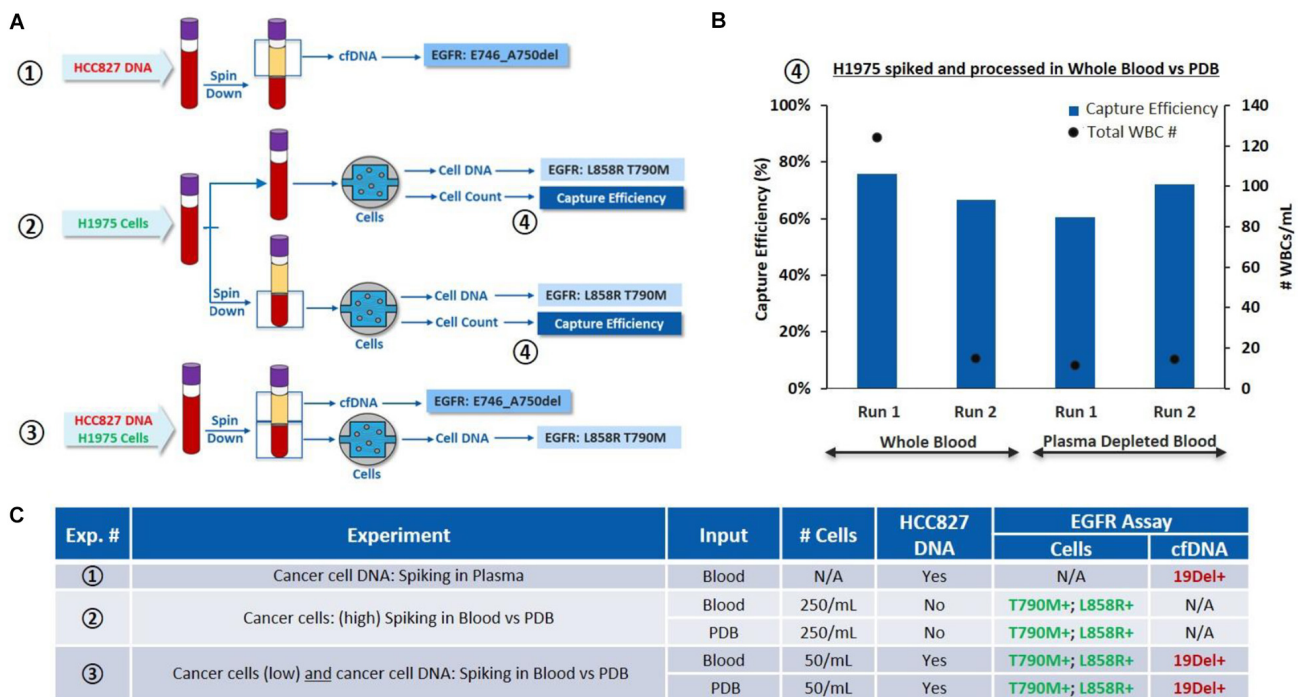 A
① HCC827 DNA
Spin
Down
cfDNA
EGFR: E746_A750del
② H1975 Cells
Cells
Cell DNA
EGFR: L858R T790M
Cell Count
Capture Efficiency
④
Spin
Down
Cells
Cell DNA
EGFR: L858R T790M
Cell Count
Capture Efficiency
④
③ HCC827 DNA
H1975 Cells
Spin
Down
cfDNA
EGFR: E746_A750del
Cells
Cell DNA
EGFR: L858R T790M
B
④ H1975 spiked and processed in Whole Blood vs PDB
Capture Efficiency
Total WBC #
Capture Efficiency (%)
100%
80%
60%
40%
20%
0%
# WBCs/mL
140
120
100
80
60
40
20
0
Run 1 Run 2 Run 1 Run 2
Whole Blood Plasma Depleted Blood
C
Exp. # Experiment Input # Cells HCC827 DNA EGFR Assay
Cells cfDNA
① Cancer cell DNA: Spiking in Plasma Blood N/A Yes N/A 19Del+
② Cancer cells: (high) Spiking in Blood vs PDB Blood 250/mL No T790M+; L858R+ N/A
PDB 250/mL No T790M+; L858R+ N/A
③ Cancer cells (low) and cancer cell DNA: Spiking in Blood vs PDB Blood 50/mL Yes T790M+; L858R+ 19Del+
PDB 50/mL Yes T790M+; L858R+ 19Del+